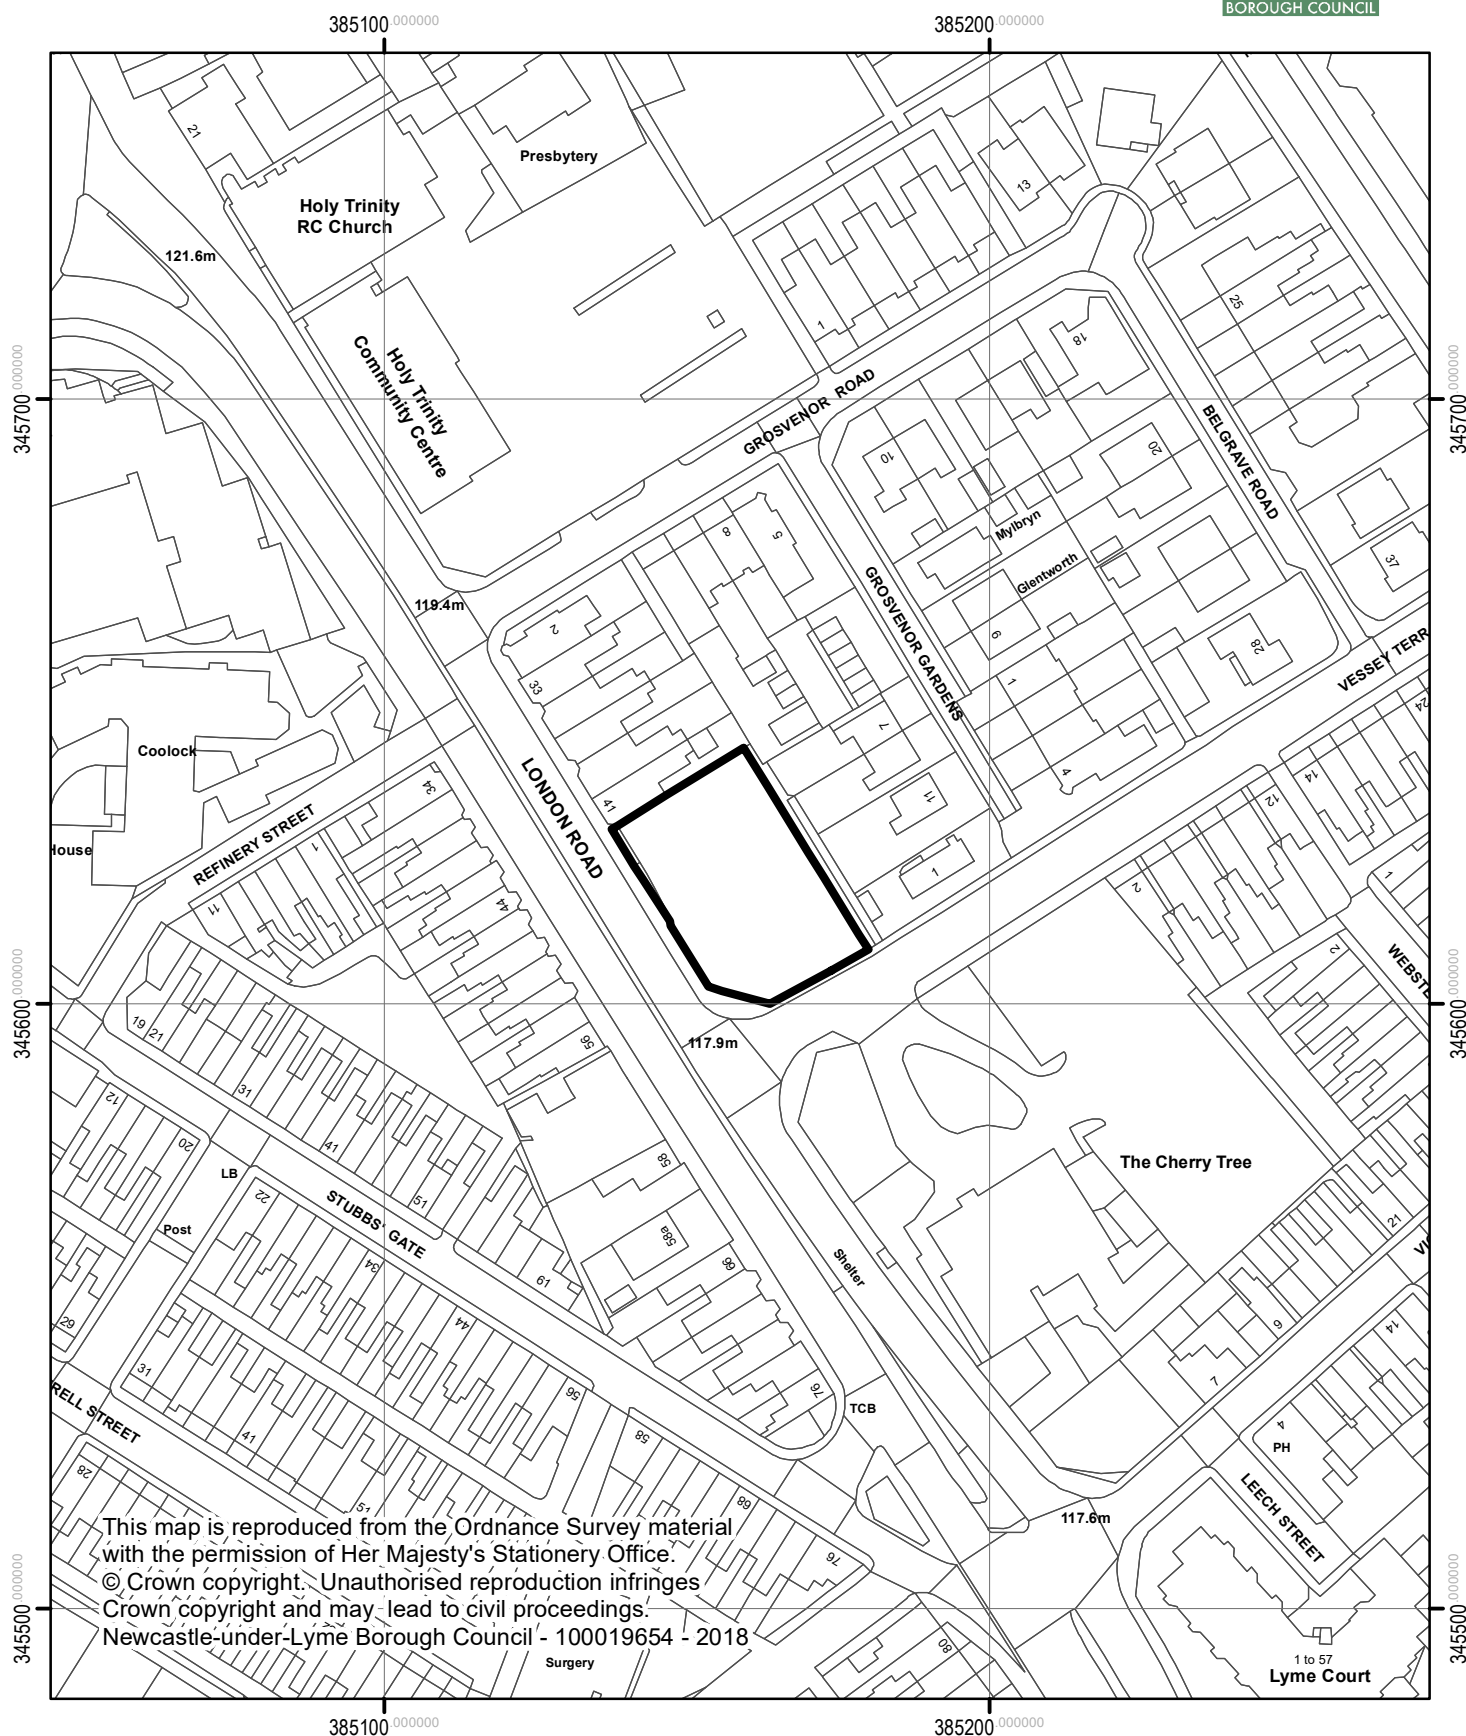 BOROUGH COUNCIL
385100.000000
385200.000000
21
Presbytery
13
Holy Trinity
RC Church
121.6m
25
1
18
Holy Trinity
Community Centre
345700.000000
345700.000000
GROSVENOR ROAD
BELGRAVE ROAD
10
20
8
5
Mylbryn
37
Glentworth
GROSVENOR GARDENS
119.4m
2
6
28
33
1
VESSEY TERR
24
7
Coolock
LONDON ROAD
4
14
34
41
11
12
REFINERY STREET
1
House
1
2
1
11
44
2
WEBSTE
345600.000000
345600.000000
19
21
56
117.9m
31
12
41
20
58
The Cherry Tree
LB
22
51
STUBBS' GATE
21
Post
58a
VI
34
66
Shelter
61
29
44
9
14
31
7
56
76
TCB
RELL STREET
41
58
4
PH
28
51
68
LEECH STREET
117.6m
76
This map is reproduced from the Ordnance Survey material
with the permission of Her Majesty's Stationery Office.
© Crown copyright. Unauthorised reproduction infringes
Crown copyright and may lead to civil proceedings.
Newcastle-under-Lyme Borough Council - 100019654 - 2018
345500.000000
345500.000000
80
Surgery
1 to 57
Lyme Court
385100.000000
385200.000000